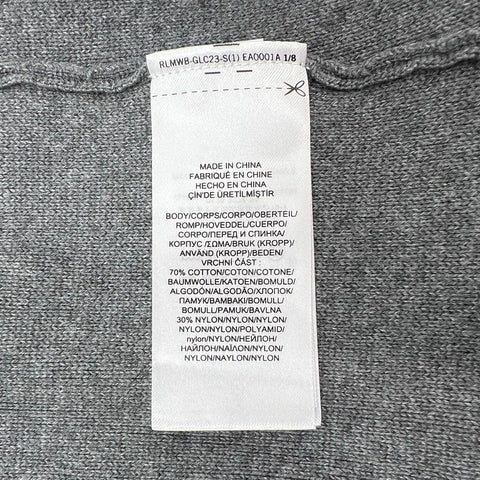 RLMWB-GLC23-S(1) EA0001A 1/8
MADE IN CHINA
FABRIQUÉ EN CHINE
HECHO EN CHINA
ÇİN'DE ÜRETİLMİŞTİR
BODY/CORPS/CORPO/OBERTEIL/
ROMP/HOVEDDEL/CUERPO/
CORPO/ПЕРЕД И СПИНКА/
КОРПУС /ΣΩΜΑ/BUK (KROPP)/
ANVÄND (KROPP)/BEDEN/
VRCHNÍ ČÁST :
70% COTTON/COTON/COTONE/
BAUMWOLLE/KATOEN/BOMULD/
ALGODÓN/ALGODÃO/ХЛОПОК/
ПАМУК/BAMBAKI/BOMULL/
BOMULL/PAMUK/BAVLNA
30% NYLON/NYLON/NYLON/
NYLON/NYLON/POLYAMID/
nylon/NYLON/НЕЙЛОН/
НАЙЛОН/NAÏΛON/NYLON/
NYLON/NAYLON/NYLON